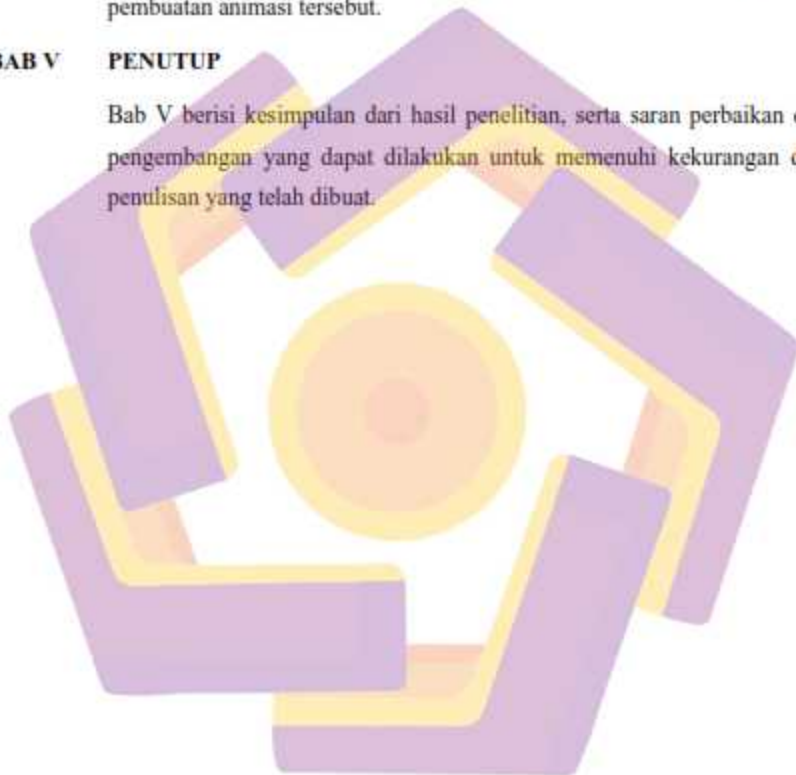 pembuatan animasi tersebut.
BAB V PENUTUP
Bab V berisi kesimpulan dari hasil penelitian, serta saran perbaikan
pengembangan yang dapat dilakukan untuk memenuhi kekurangan
penulisan yang telah dibuat.